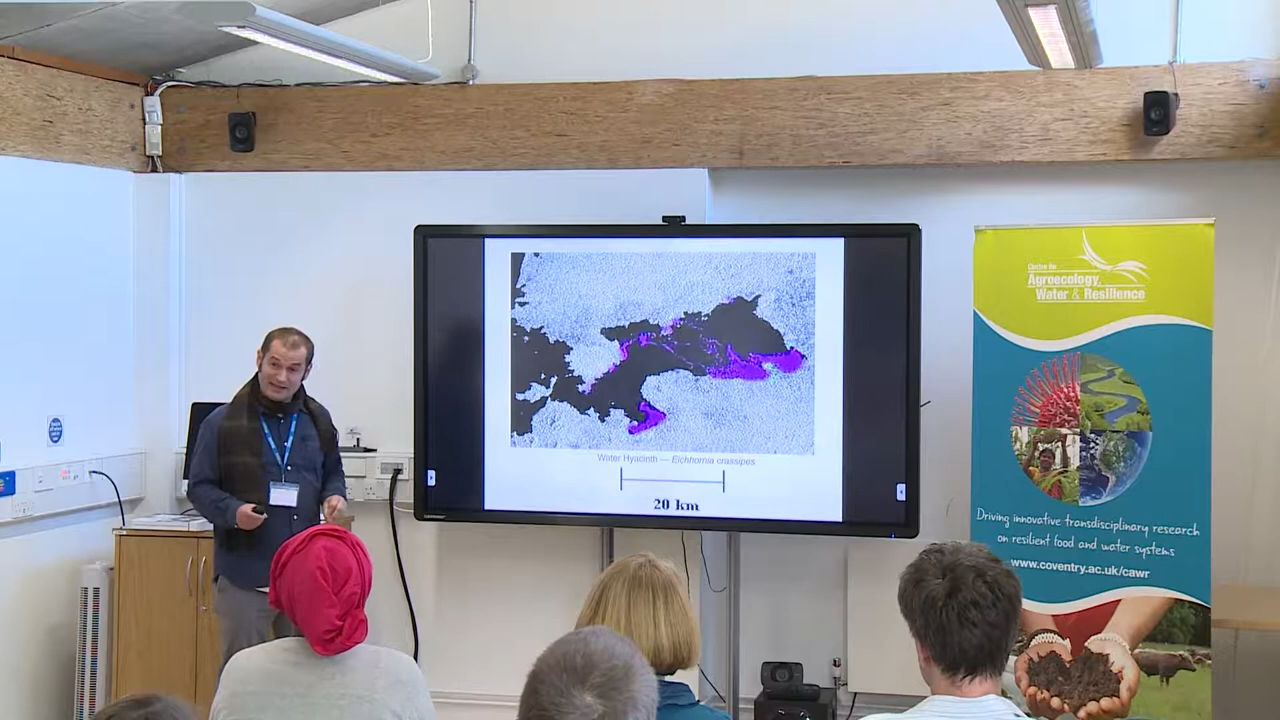 Water Hyacinth — Eichhornia crassipes
20 km
Centre for
Agroecology,
Water & Resilience
Driving innovative transdisciplinary research
on resilient food and water systems
www.coventry.ac.uk/cawr